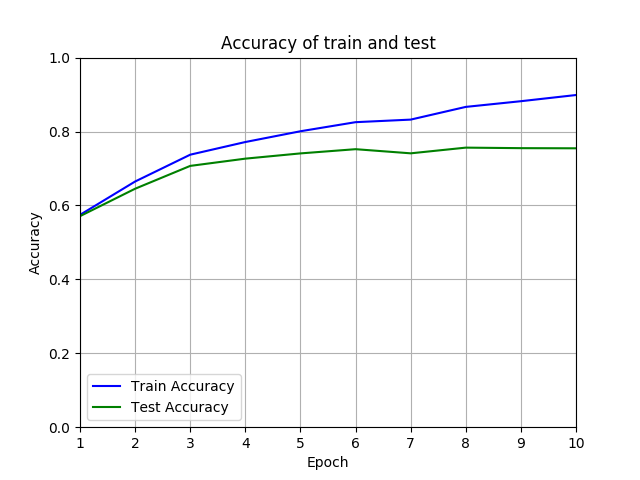 Accuracy of train and test
1.0
0.8
0.6
0.4
0.2
0.0
Accuracy
Train Accuracy
Test Accuracy
1 2 3 4 5 6 7 8 9 10
Epoch